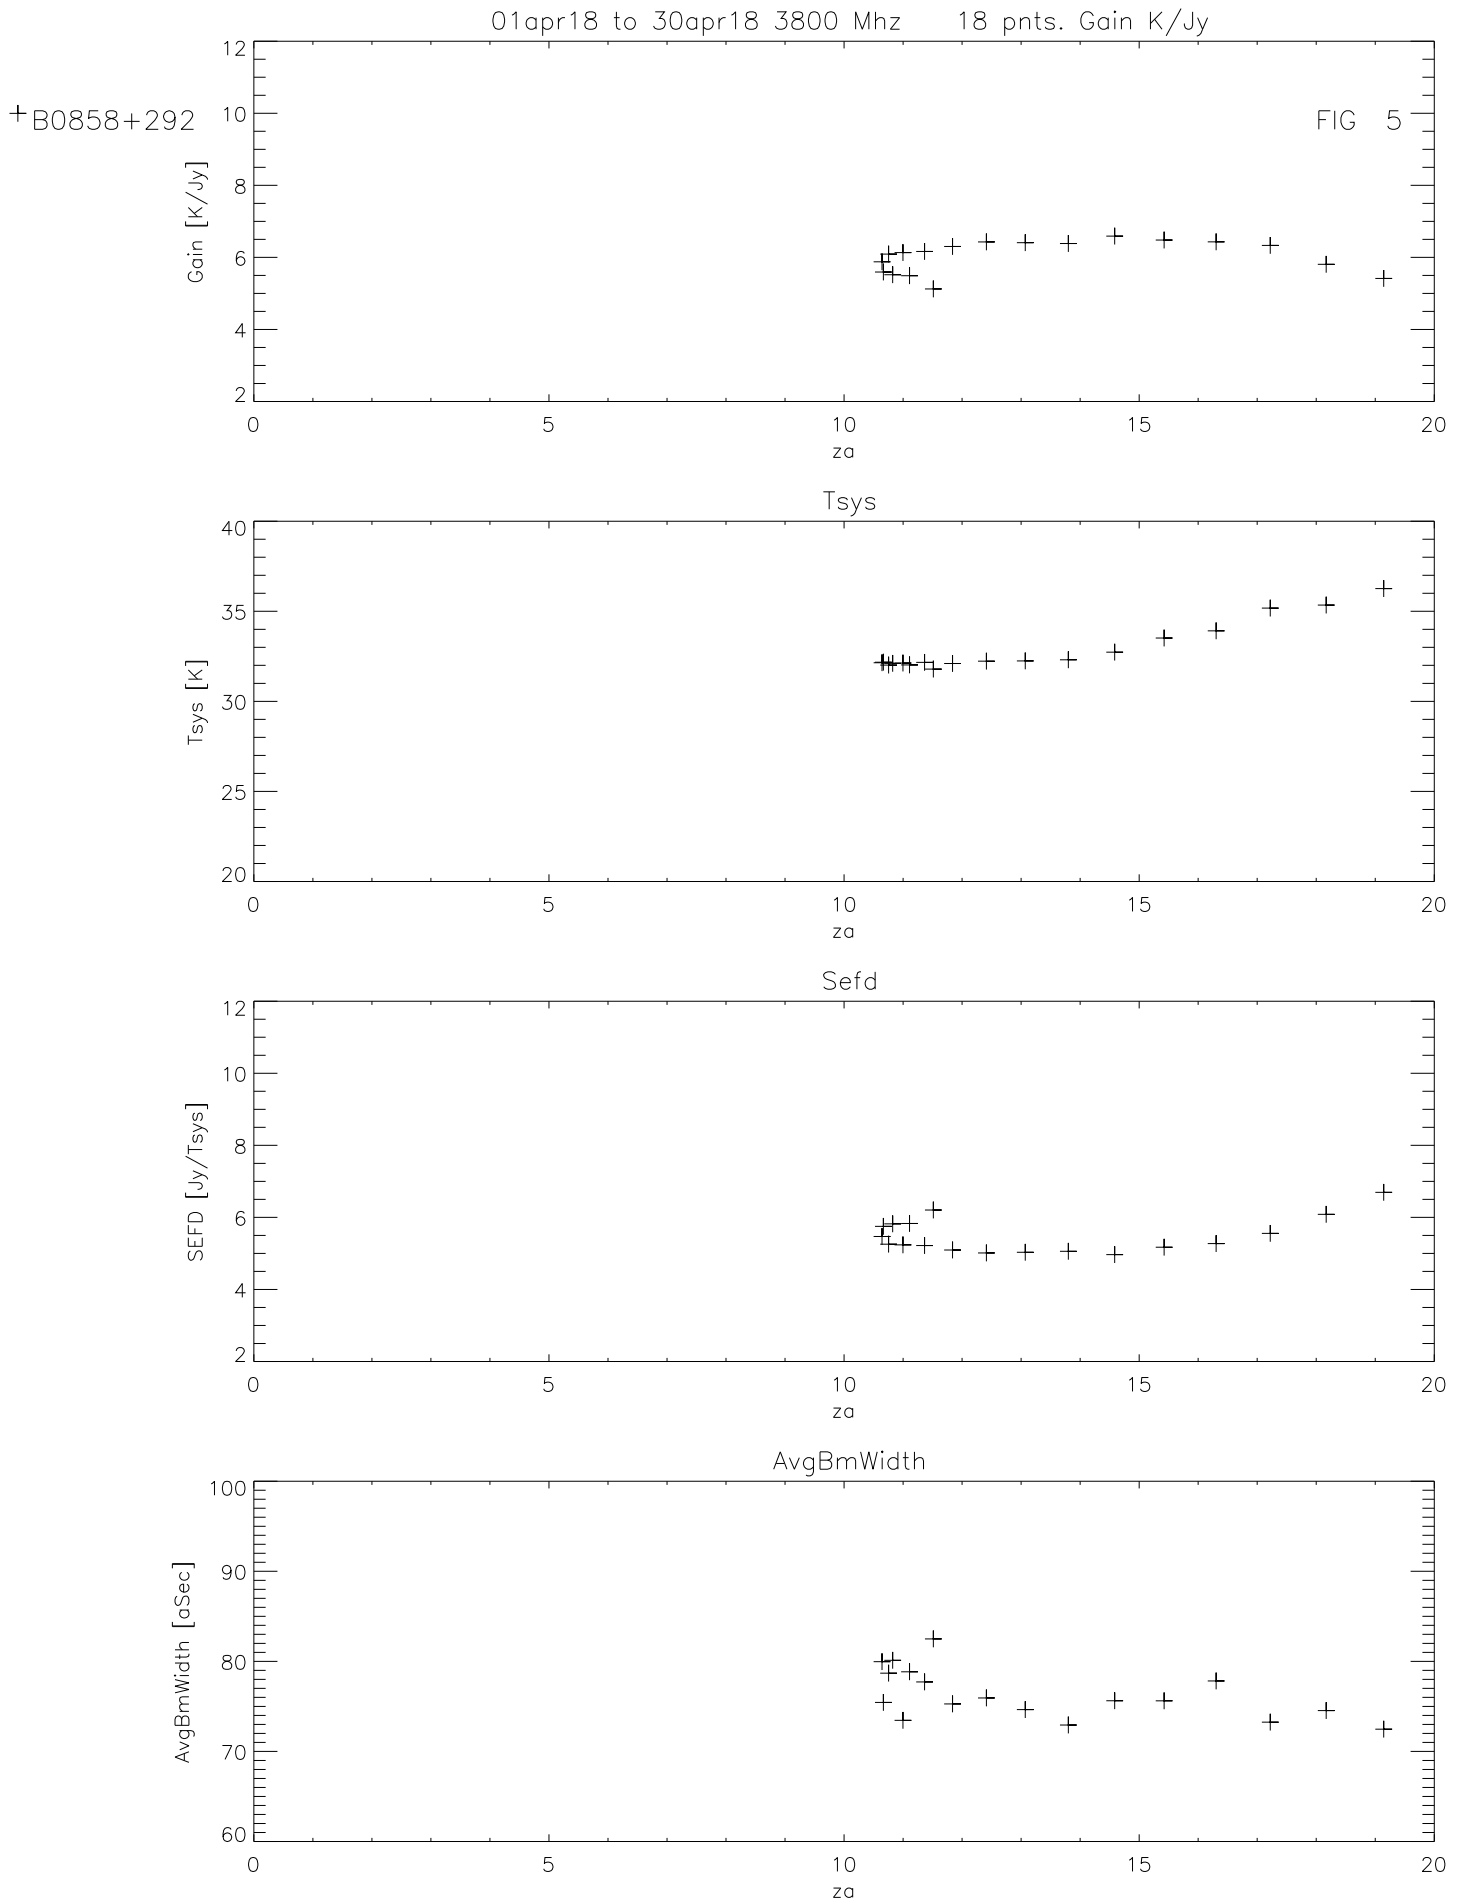 01apr18 to 30apr18 3800 Mhz 18 pnts. Gain K/Jy
+B0858+292
FIG 5
Gain [K/Jy]
12
10
8
6
4
2
0 5 10 15 20
za
Tsys
Tsys [K]
40
35
30
25
20
0 5 10 15 20
za
Sefd
SEFD [Jy/Tsys]
12
10
8
6
4
2
0 5 10 15 20
za
AvgBmWidth
AvgBmWidth [aSec]
100
90
80
70
60
0 5 10 15 20
za